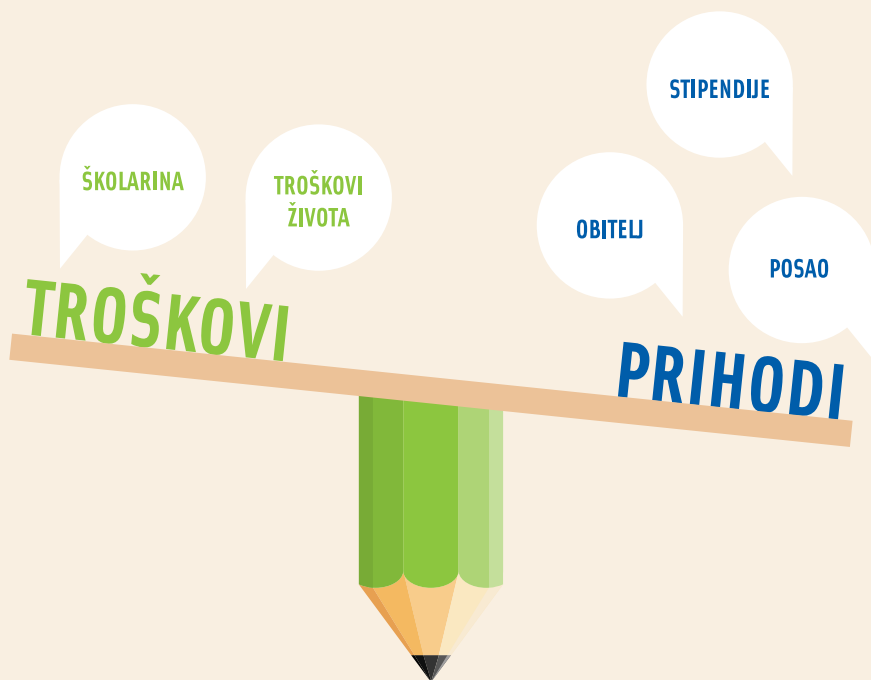 ŠKOLARINA
TROŠKOVI
ŽIVOTA
TROŠKOVI
STIPENDIJE
OBITELJ
POSAO
PRIHODI